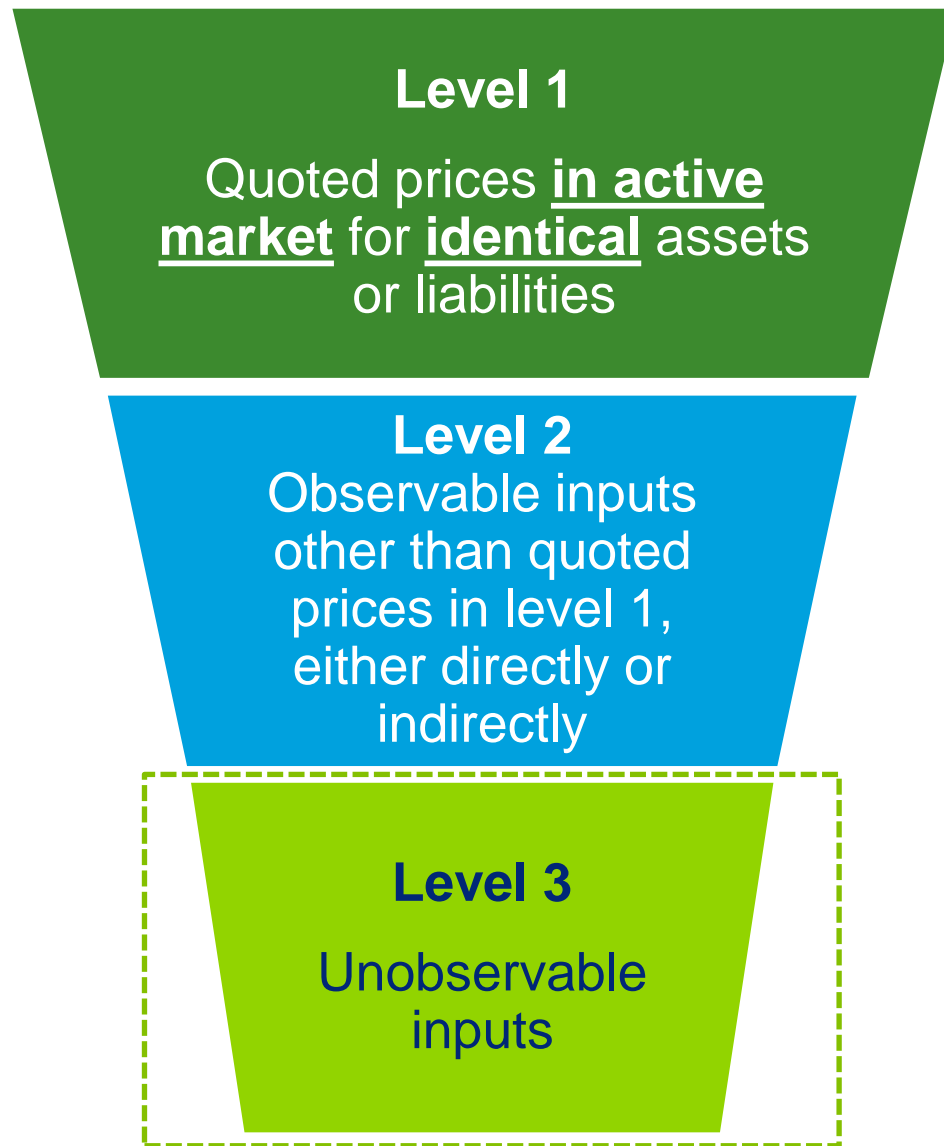 Level 1
Quoted prices in active
market for identical assets
or liabilities
Level 2
Observable inputs
other than quoted
prices in level 1,
either directly or
indirectly
Level 3
Unobservable
inputs